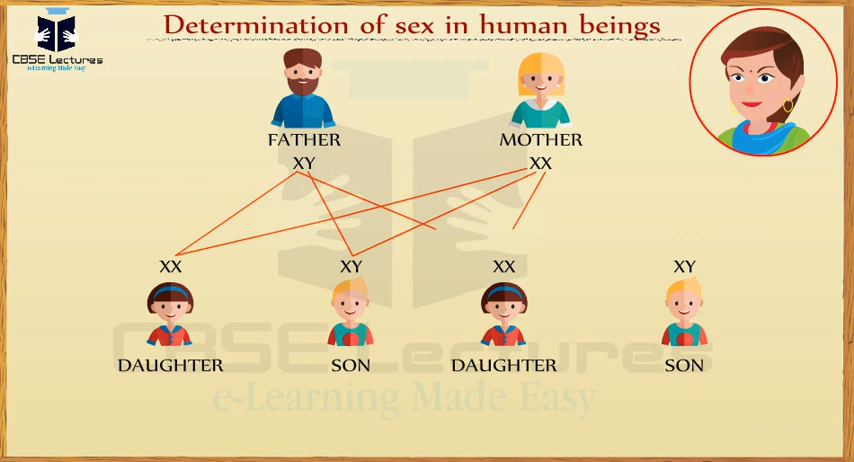 CBSE Lectures
e-Learning Made Easy
Determination of sex in human beings
FATHER
MOTHER
XY
XX
XX
XY
XX
XY
DAUGHTER
SON
DAUGHTER
SON
CBSE Lectures
e-Learning Made Easy